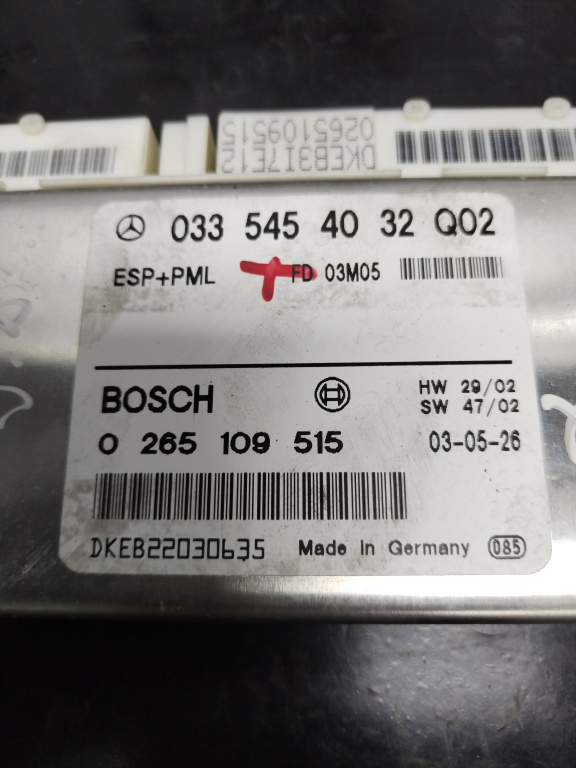 DKEB3I7E12
0265109515
033 545 40 32 Q02
ESP+PML FD 03M05
BOSCH HW 29/02
SW 47/02
0 265 109 515 03-05-26
DKEB22030635 Made in Germany 085